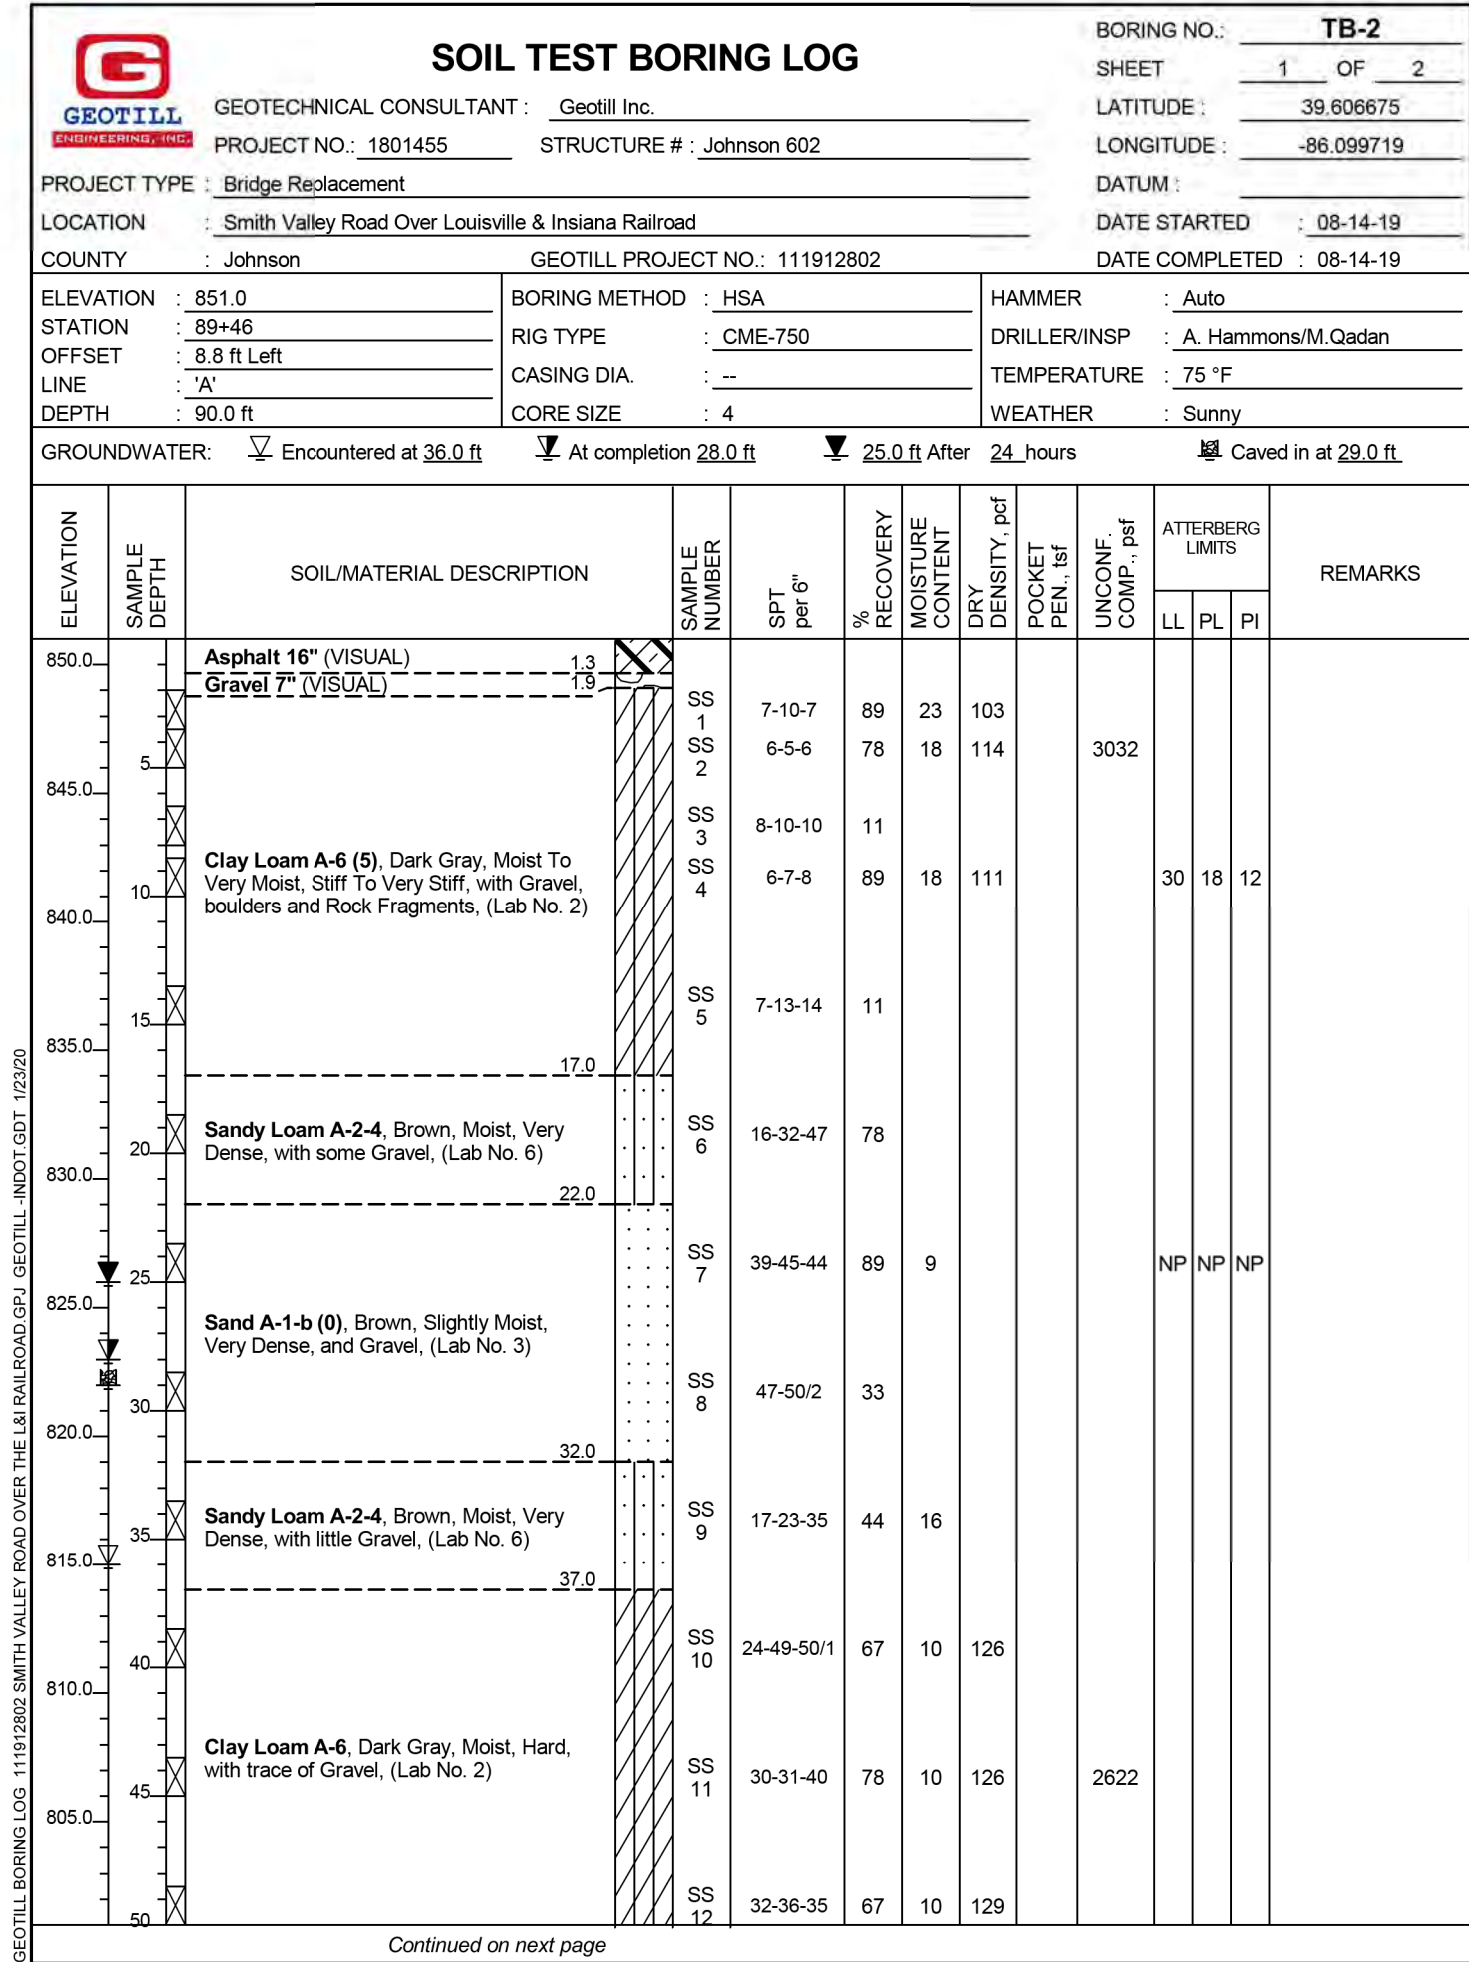 GEOTILL
ENGINEERING, INC.
SOIL TEST BORING LOG
GEOTECHNICAL CONSULTANT : Geotill Inc.
PROJECT NO.: 1801455 STRUCTURE # : Johnson 602
PROJECT TYPE : Bridge Replacement
LOCATION : Smith Valley Road Over Louisville & Insiana Railroad
COUNTY : Johnson GEOTILL PROJECT NO.: 111912802
BORING NO.: TB-2
SHEET 1 OF 2
LATITUDE : 39.606675
LONGITUDE : -86.099719
DATUM :
DATE STARTED : 08-14-19
DATE COMPLETED : 08-14-19
ELEVATION : 851.0
STATION : 89+46
OFFSET : 8.8 ft Left
LINE : 'A'
DEPTH : 90.0 ft
BORING METHOD : HSA
RIG TYPE : CME-750
CASING DIA. : --
CORE SIZE : 4
HAMMER : Auto
DRILLER/INSP : A. Hammons/M.Qadan
TEMPERATURE : 75 °F
WEATHER : Sunny
GROUNDWATER: Encountered at 36.0 ft At completion 28.0 ft 25.0 ft After 24 hours Caved in at 29.0 ft
ELEVATION
SAMPLE DEPTH
SOIL/MATERIAL DESCRIPTION
SAMPLE NUMBER
SPT per 6"
% RECOVERY
MOISTURE CONTENT
DRY DENSITY, pcf
POCKET PEN., tsf
UNCONF. COMP., psf
ATTERBERG LIMITS
LL PL PI
REMARKS
850.0
Asphalt 16" (VISUAL) 1.3
Gravel 7" (VISUAL) 1.9
SS 1 7-10-7 89 23 103
5 SS 2 6-5-6 78 18 114 3032
845.0
SS 3 8-10-10 11
Clay Loam A-6 (5), Dark Gray, Moist To
Very Moist, Stiff To Very Stiff, with Gravel,
boulders and Rock Fragments, (Lab No. 2)
10 SS 4 6-7-8 89 18 111 30 18 12
840.0
15 SS 5 7-13-14 11
835.0
17.0
Sandy Loam A-2-4, Brown, Moist, Very
Dense, with some Gravel, (Lab No. 6)
20 SS 6 16-32-47 78
830.0
22.0
25 SS 7 39-45-44 89 9 NP NP NP
825.0
Sand A-1-b (0), Brown, Slightly Moist,
Very Dense, and Gravel, (Lab No. 3)
30 SS 8 47-50/2 33
820.0
32.0
Sandy Loam A-2-4, Brown, Moist, Very
Dense, with little Gravel, (Lab No. 6)
35 SS 9 17-23-35 44 16
815.0
37.0
40 SS 10 24-49-50/1 67 10 126
810.0
Clay Loam A-6, Dark Gray, Moist, Hard,
with trace of Gravel, (Lab No. 2)
45 SS 11 30-31-40 78 10 126 2622
805.0
50 SS 12 32-36-35 67 10 129
Continued on next page
GEOTILL BORING LOG 111912802 SMITH VALLEY ROAD OVER THE L&I RAILROAD.GPJ GEOTILL -INDOT.GDT 1/23/20